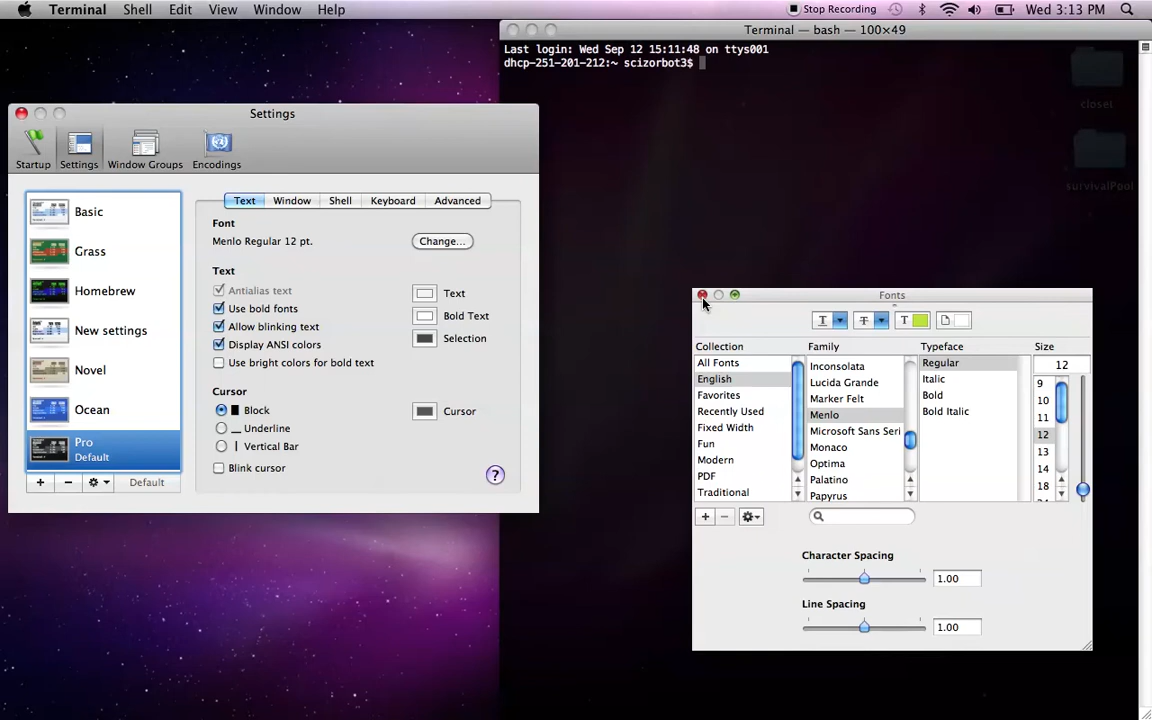 Terminal Shell Edit View Window Help
Stop Recording Wed 3:13 PM
Terminal — bash — 100×49
Last login: Wed Sep 12 15:11:48 on ttys001
dhcp-251-201-212:~ scizorbot3$
closet
survivalPool
Settings
Startup Settings Window Groups Encodings
Basic
Grass
Homebrew
New settings
Novel
Ocean
Pro
Default
+ − Default
Text Window Shell Keyboard Advanced
Font
Menlo Regular 12 pt. Change...
Text
Antialias text
Use bold fonts
Allow blinking text
Display ANSI colors
Use bright colors for bold text
Text
Bold Text
Selection
Cursor
Block
Underline
Vertical Bar
Blink cursor
Cursor
?
Fonts
T T T
Collection Family Typeface Size
All Fonts
English
Favorites
Recently Used
Fixed Width
Fun
Modern
PDF
Traditional
Inconsolata
Lucida Grande
Marker Felt
Menlo
Microsoft Sans Seri
Monaco
Optima
Palatino
Papyrus
Regular
Italic
Bold
Bold Italic
12
9
10
11
12
13
14
18
+ −
Character Spacing
1.00
Line Spacing
1.00